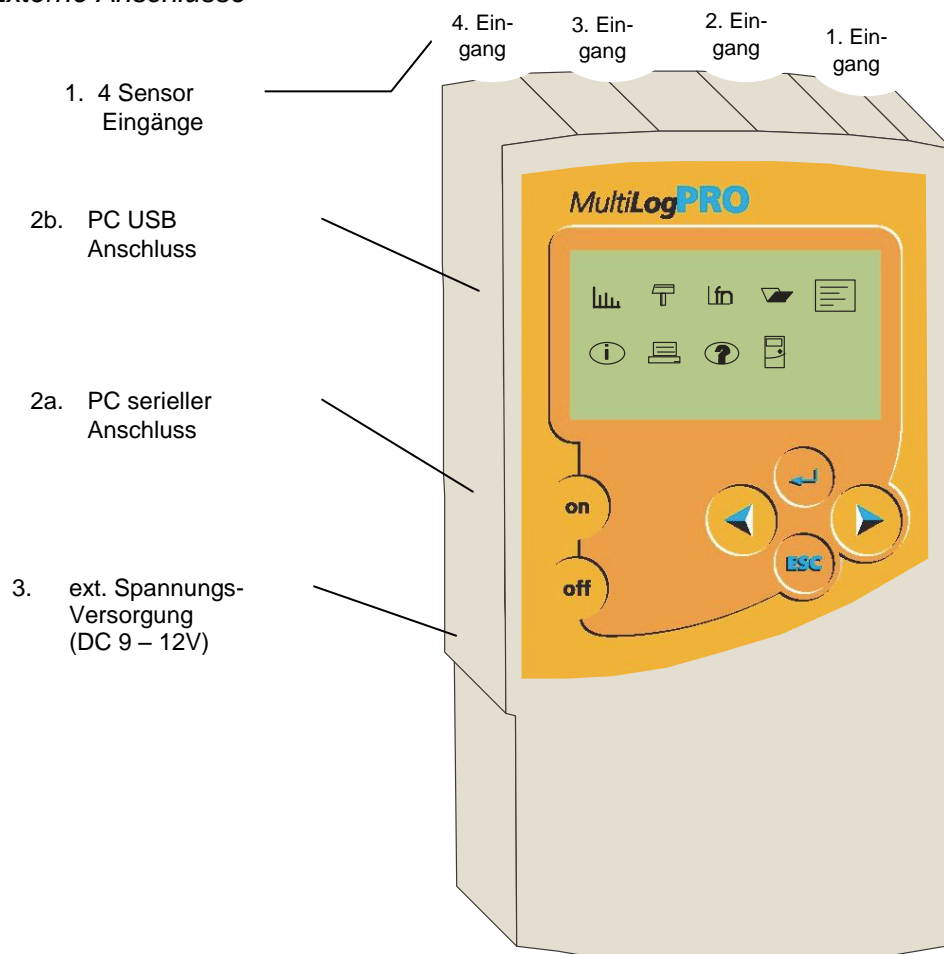 Externe Anschlüsse
4. Ein-
gang
3. Ein-
gang
2. Ein-
gang
1. Ein-
gang
1. 4 Sensor
Eingänge
2b. PC USB
Anschluss
2a. PC serieller
Anschluss
3. ext. Spannungs-
Versorgung
(DC 9 – 12V)
MultiLogPRO
fn
i
?
on
off
ESC